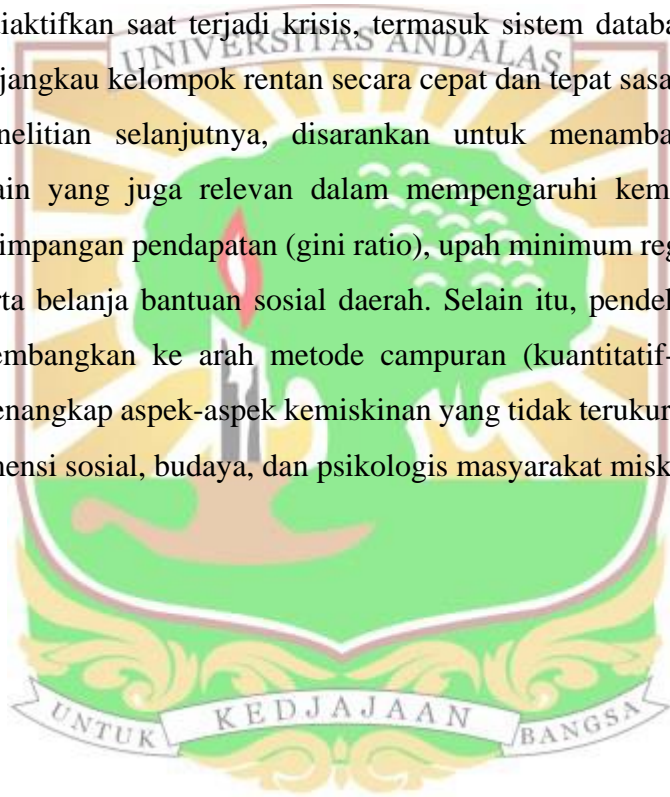 diaktifkan saat terjadi krisis, termasuk sistem databa
UNIVERSITAS ANDALAS
jangkau kelompok rentan secara cepat dan tepat sasa
nelitian selanjutnya, disarankan untuk menamba
ain yang juga relevan dalam mempengaruhi kem
impangan pendapatan (gini ratio), upah minimum reg
rta belanja bantuan sosial daerah. Selain itu, pendel
embangkan ke arah metode campuran (kuantitatif-
enangkap aspek-aspek kemiskinan yang tidak terukur
nensi sosial, budaya, dan psikologis masyarakat misk
UNTUK KEDJAJAAN BANGSA